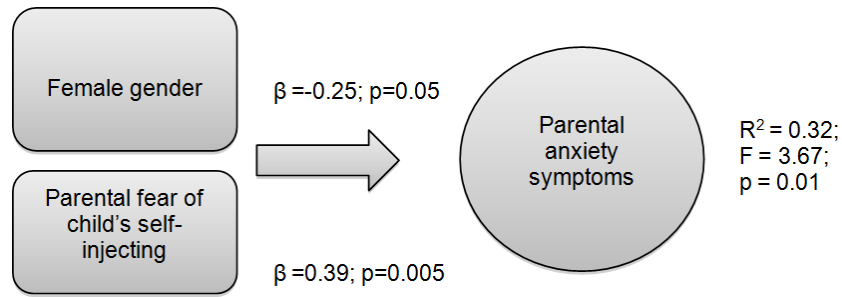 Female gender
β =-0.25; p=0.05
Parental
anxiety
symptoms
R² = 0.32;
F = 3.67;
p = 0.01
Parental fear of
child's self-
injecting
β =0.39; p=0.005